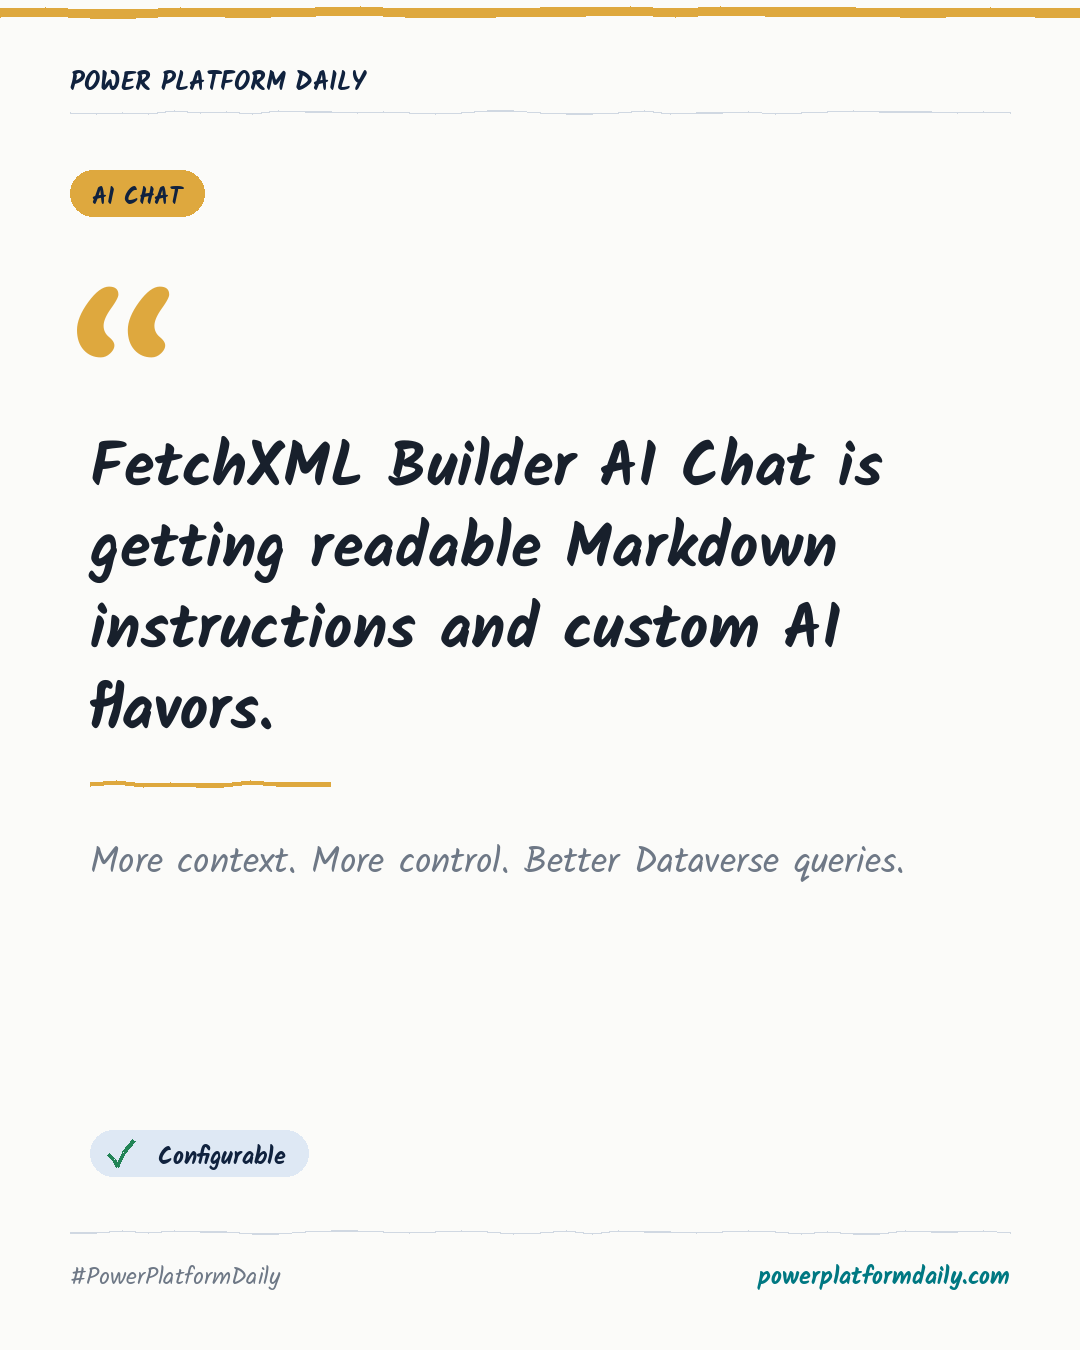 POWER PLATFORM DAILY
AI CHAT
“
FetchXML Builder AI Chat is
getting readable Markdown
instructions and custom AI
flavors.
More context. More control. Better Dataverse queries.
✓ Configurable
#PowerPlatformDaily
powerplatformdaily.com